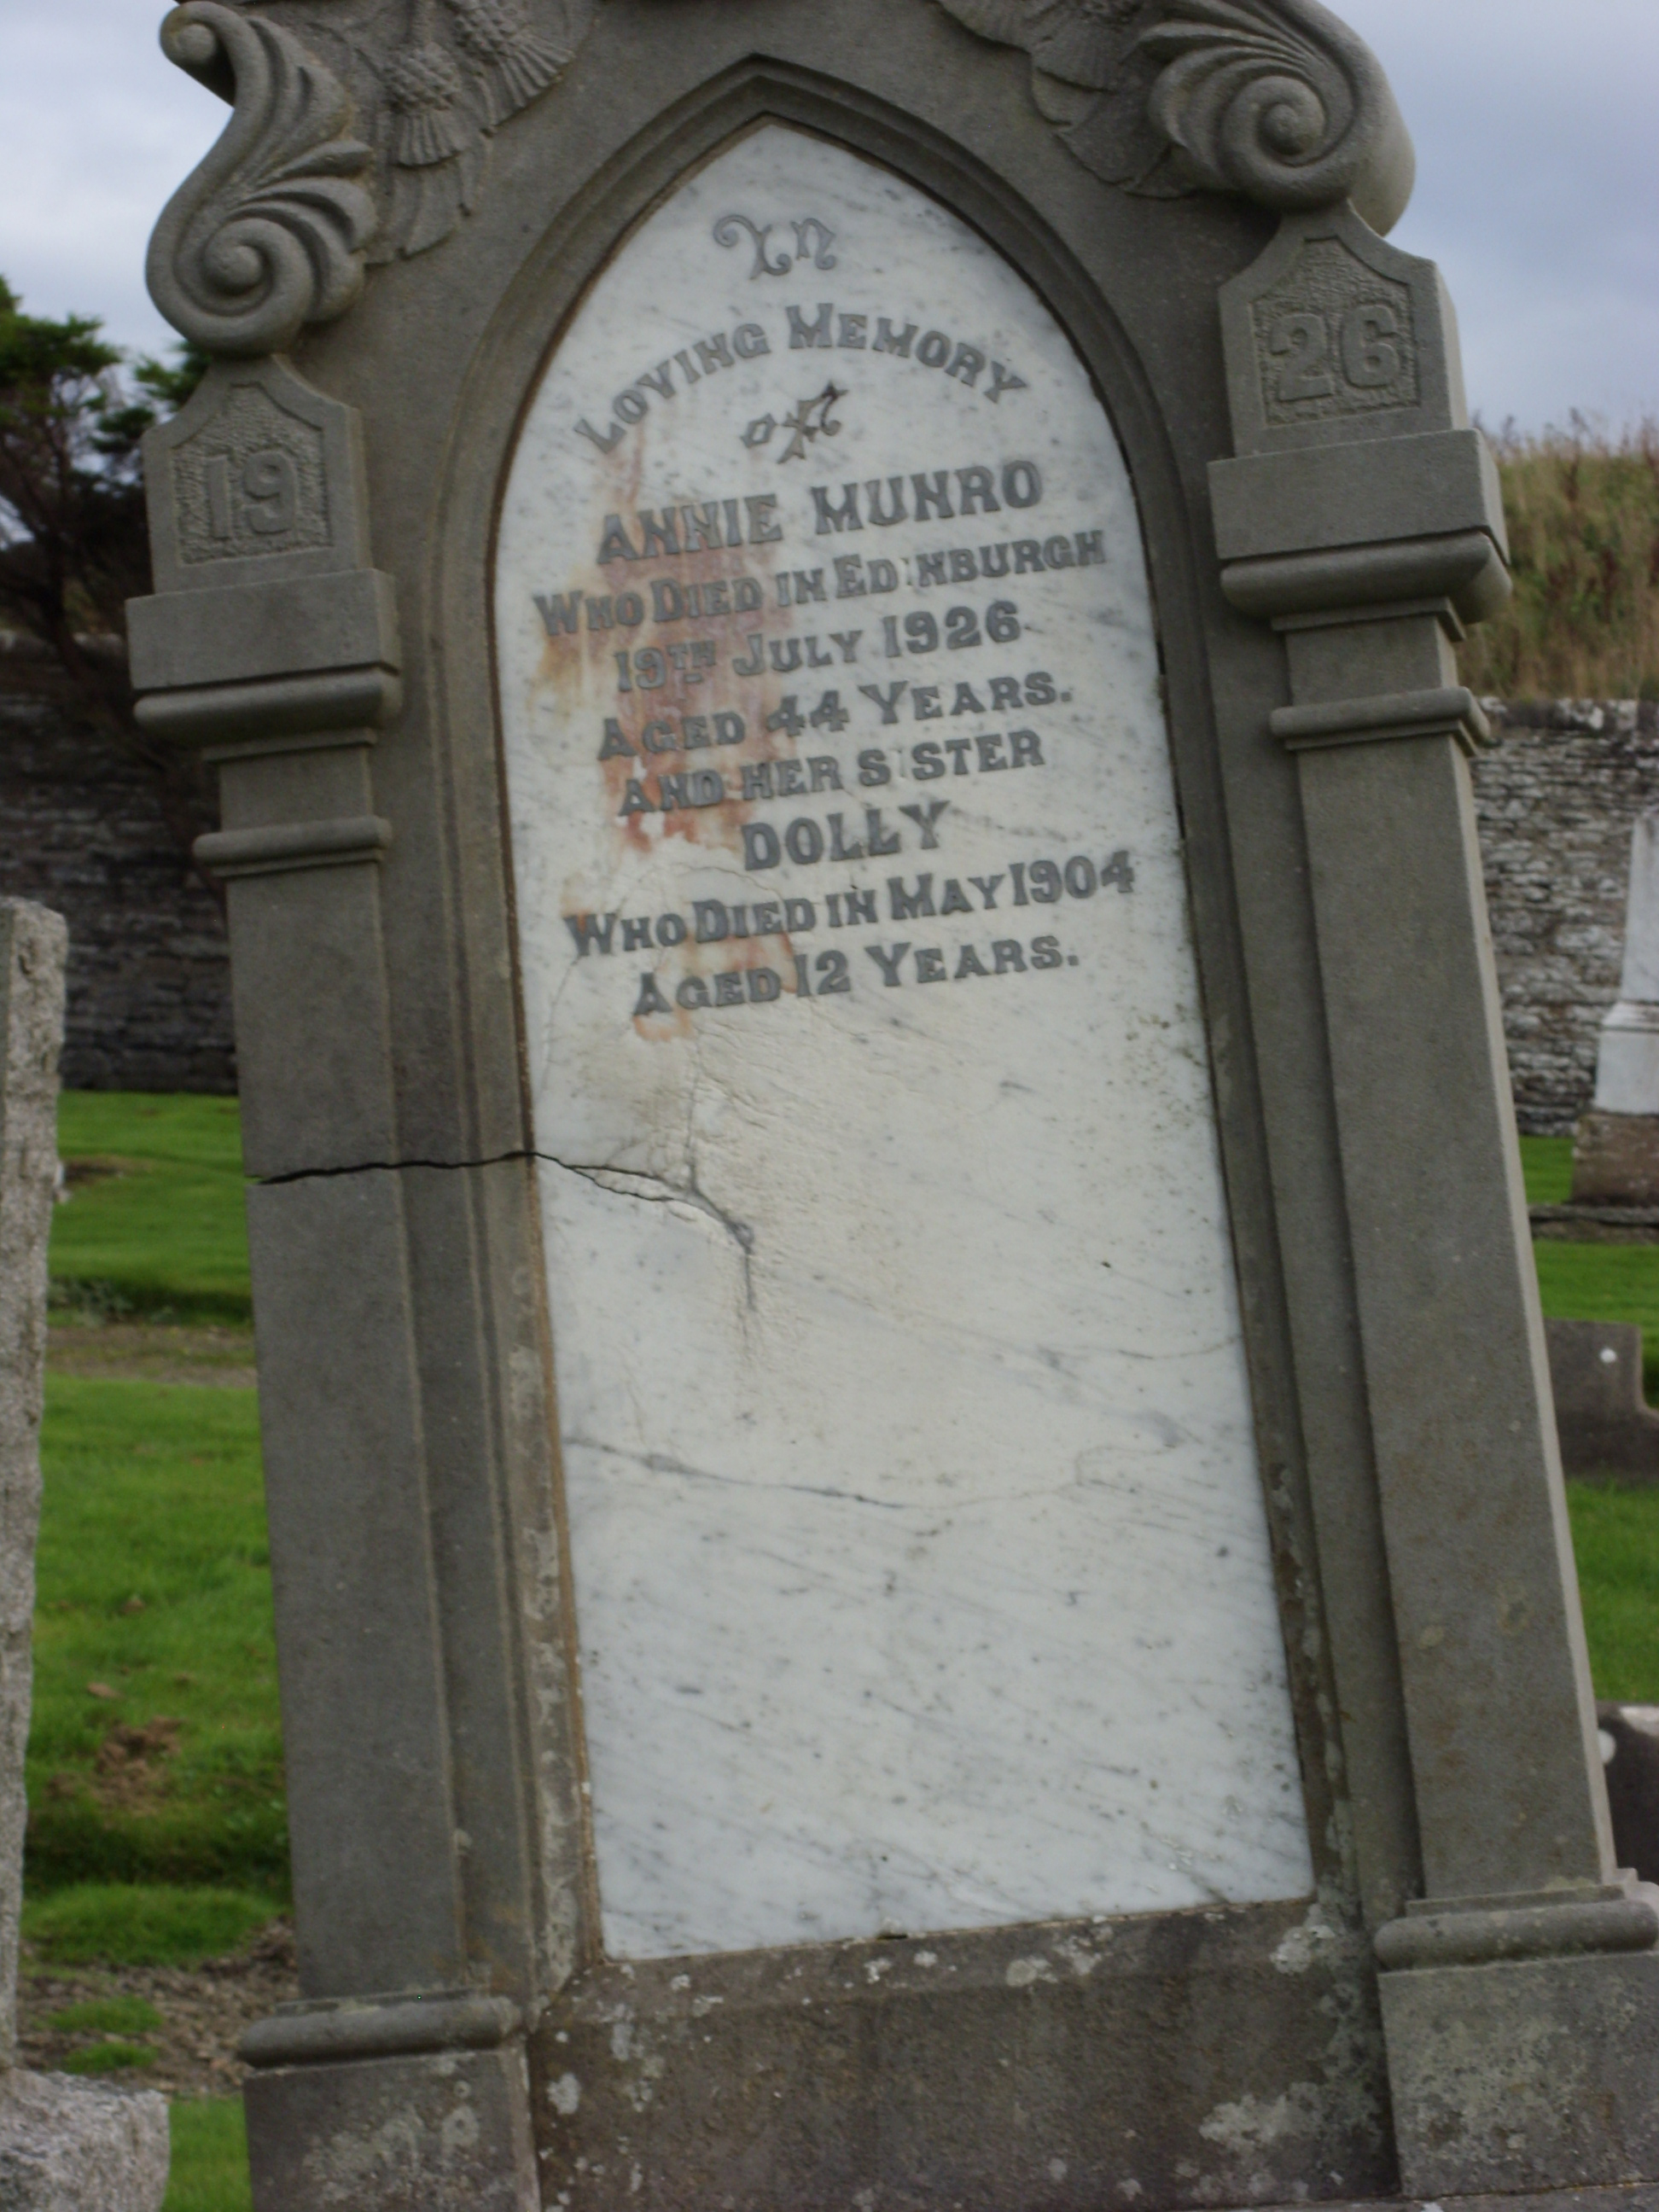 19
26
In
Loving Memory
of
ANNIE MUNRO
Who Died in Edinburgh
19TH July 1926
Aged 44 Years.
And Her Sister
DOLLY
Who Died in May 1904
Aged 12 Years.